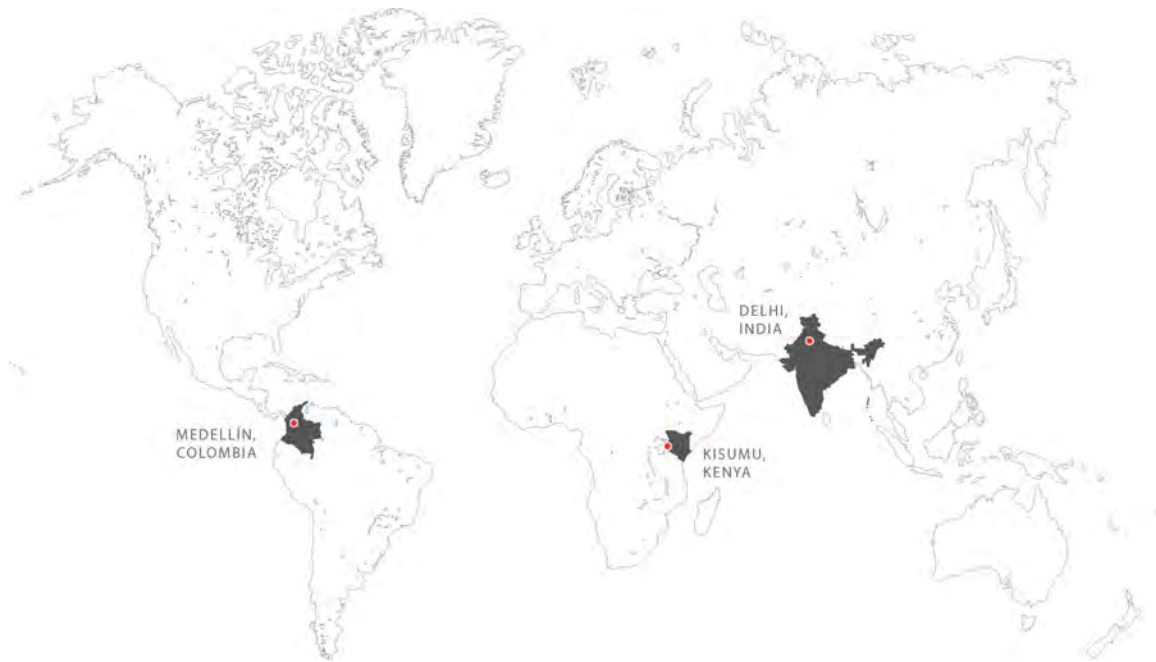 DELHI,
INDIA
MEDELLÍN,
COLOMBIA
KISUMU,
KENYA